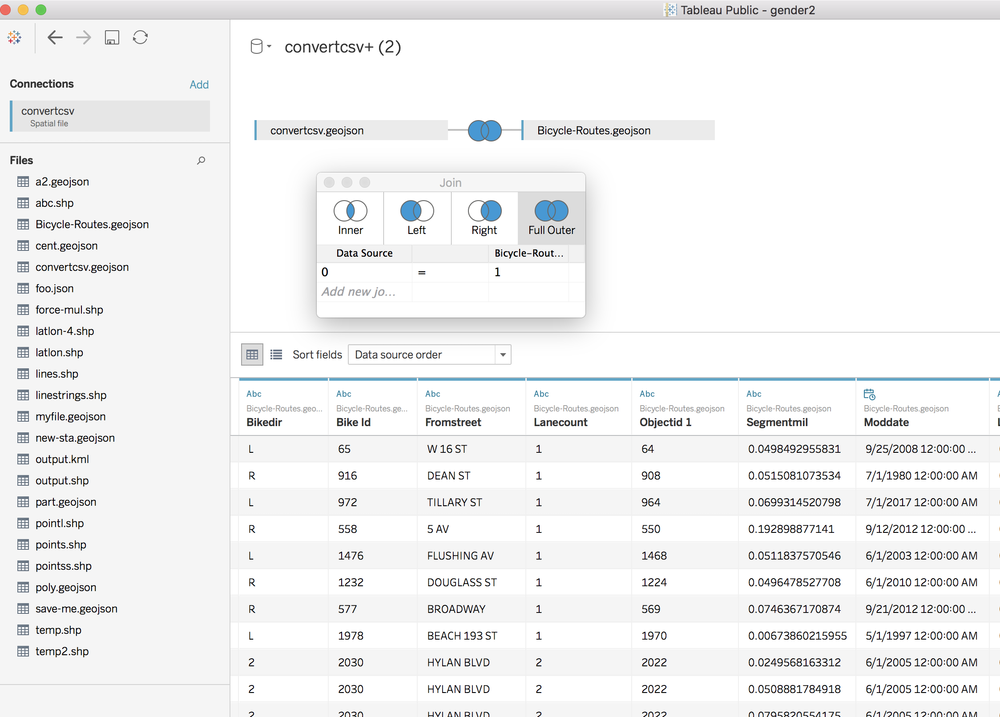 Tableau Public - gender2
convertcsv+ (2)
Connections Add
convertcsv
Spatial file
convertcsv.geojson Bicycle-Routes.geojson
Files
a2.geojson
abc.shp
Bicycle-Routes.geojson
cent.geojson
convertcsv.geojson
foo.json
force-mul.shp
latlon-4.shp
latlon.shp
lines.shp
linestrings.shp
myfile.geojson
new-sta.geojson
output.kml
output.shp
part.geojson
pointl.shp
points.shp
pointss.shp
poly.geojson
save-me.geojson
temp.shp
temp2.shp
Join
Inner Left Right Full Outer
Data Source Bicycle-Rout...
0 = 1
Add new jo...
Sort fields Data source order
Abc Abc Abc Abc Abc Abc
Bicycle-Routes.geo... Bicycle-Routes.ge... Bicycle-Routes.geojson Bicycle-Routes.geojson Bicycle-Routes.geojson Bicycle-Routes.geojson Bicycle-Routes.geojson
Bikedir Bike Id Fromstreet Lanecount Objectid 1 Segmentmil Moddate
L 65 W 16 ST 1 64 0.0498492955831 9/25/2008 12:00:00 ...
R 916 DEAN ST 1 908 0.0515081073534 7/1/1980 12:00:00 AM
L 972 TILLARY ST 1 964 0.0699314520798 7/1/2017 12:00:00 AM
R 558 5 AV 1 550 0.192898877141 9/12/2012 12:00:00 ...
L 1476 FLUSHING AV 1 1468 0.0511837570546 6/1/2003 12:00:00 AM
R 1232 DOUGLASS ST 1 1224 0.0496478527708 6/1/2010 12:00:00 AM
R 577 BROADWAY 1 569 0.0746367170874 9/21/2012 12:00:00 ...
L 1978 BEACH 193 ST 1 1970 0.00673860215955 5/1/1997 12:00:00 AM
2 2030 HYLAN BLVD 2 2022 0.0249568163312 6/1/2005 12:00:00 AM
2 2030 HYLAN BLVD 2 2022 0.0508881784918 6/1/2005 12:00:00 AM
2 2030 HYLAN BLVD 2 2022 0.0795820554175 6/1/2005 12:00:00 AM